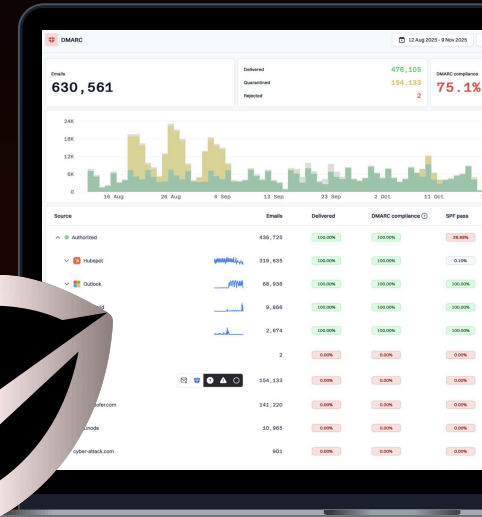 DMARC
12 Aug 2025 - 9 Nov 2025
Emails
630,561
Delivered 476,105
Quarantined 154,133
Rejected 2
DMARC compliance
75.1%
24K
18K
12K
6K
0
16 Aug 26 Aug 4 Sep 13 Sep 23 Sep 2 Oct 11 Oct
Source Emails Delivered DMARC compliance SPF pass
Authorized 436,725 100.00% 100.00%
Hubspot 319,635 100.00% 100.00% 0.10%
Outlook 68,936 100.00% 100.00% 100.00%
9,066 100.00% 100.00% 100.00%
2,674 100.00% 100.00% 100.00%
2 0.00% 0.00% 0.00%
154,133 0.00% 0.00% 0.00%
141,220 0.00% 0.00% 0.00%
10,965 0.00% 0.00% 0.00%
cyber-attack.com 901 0.00% 0.00% 0.00%